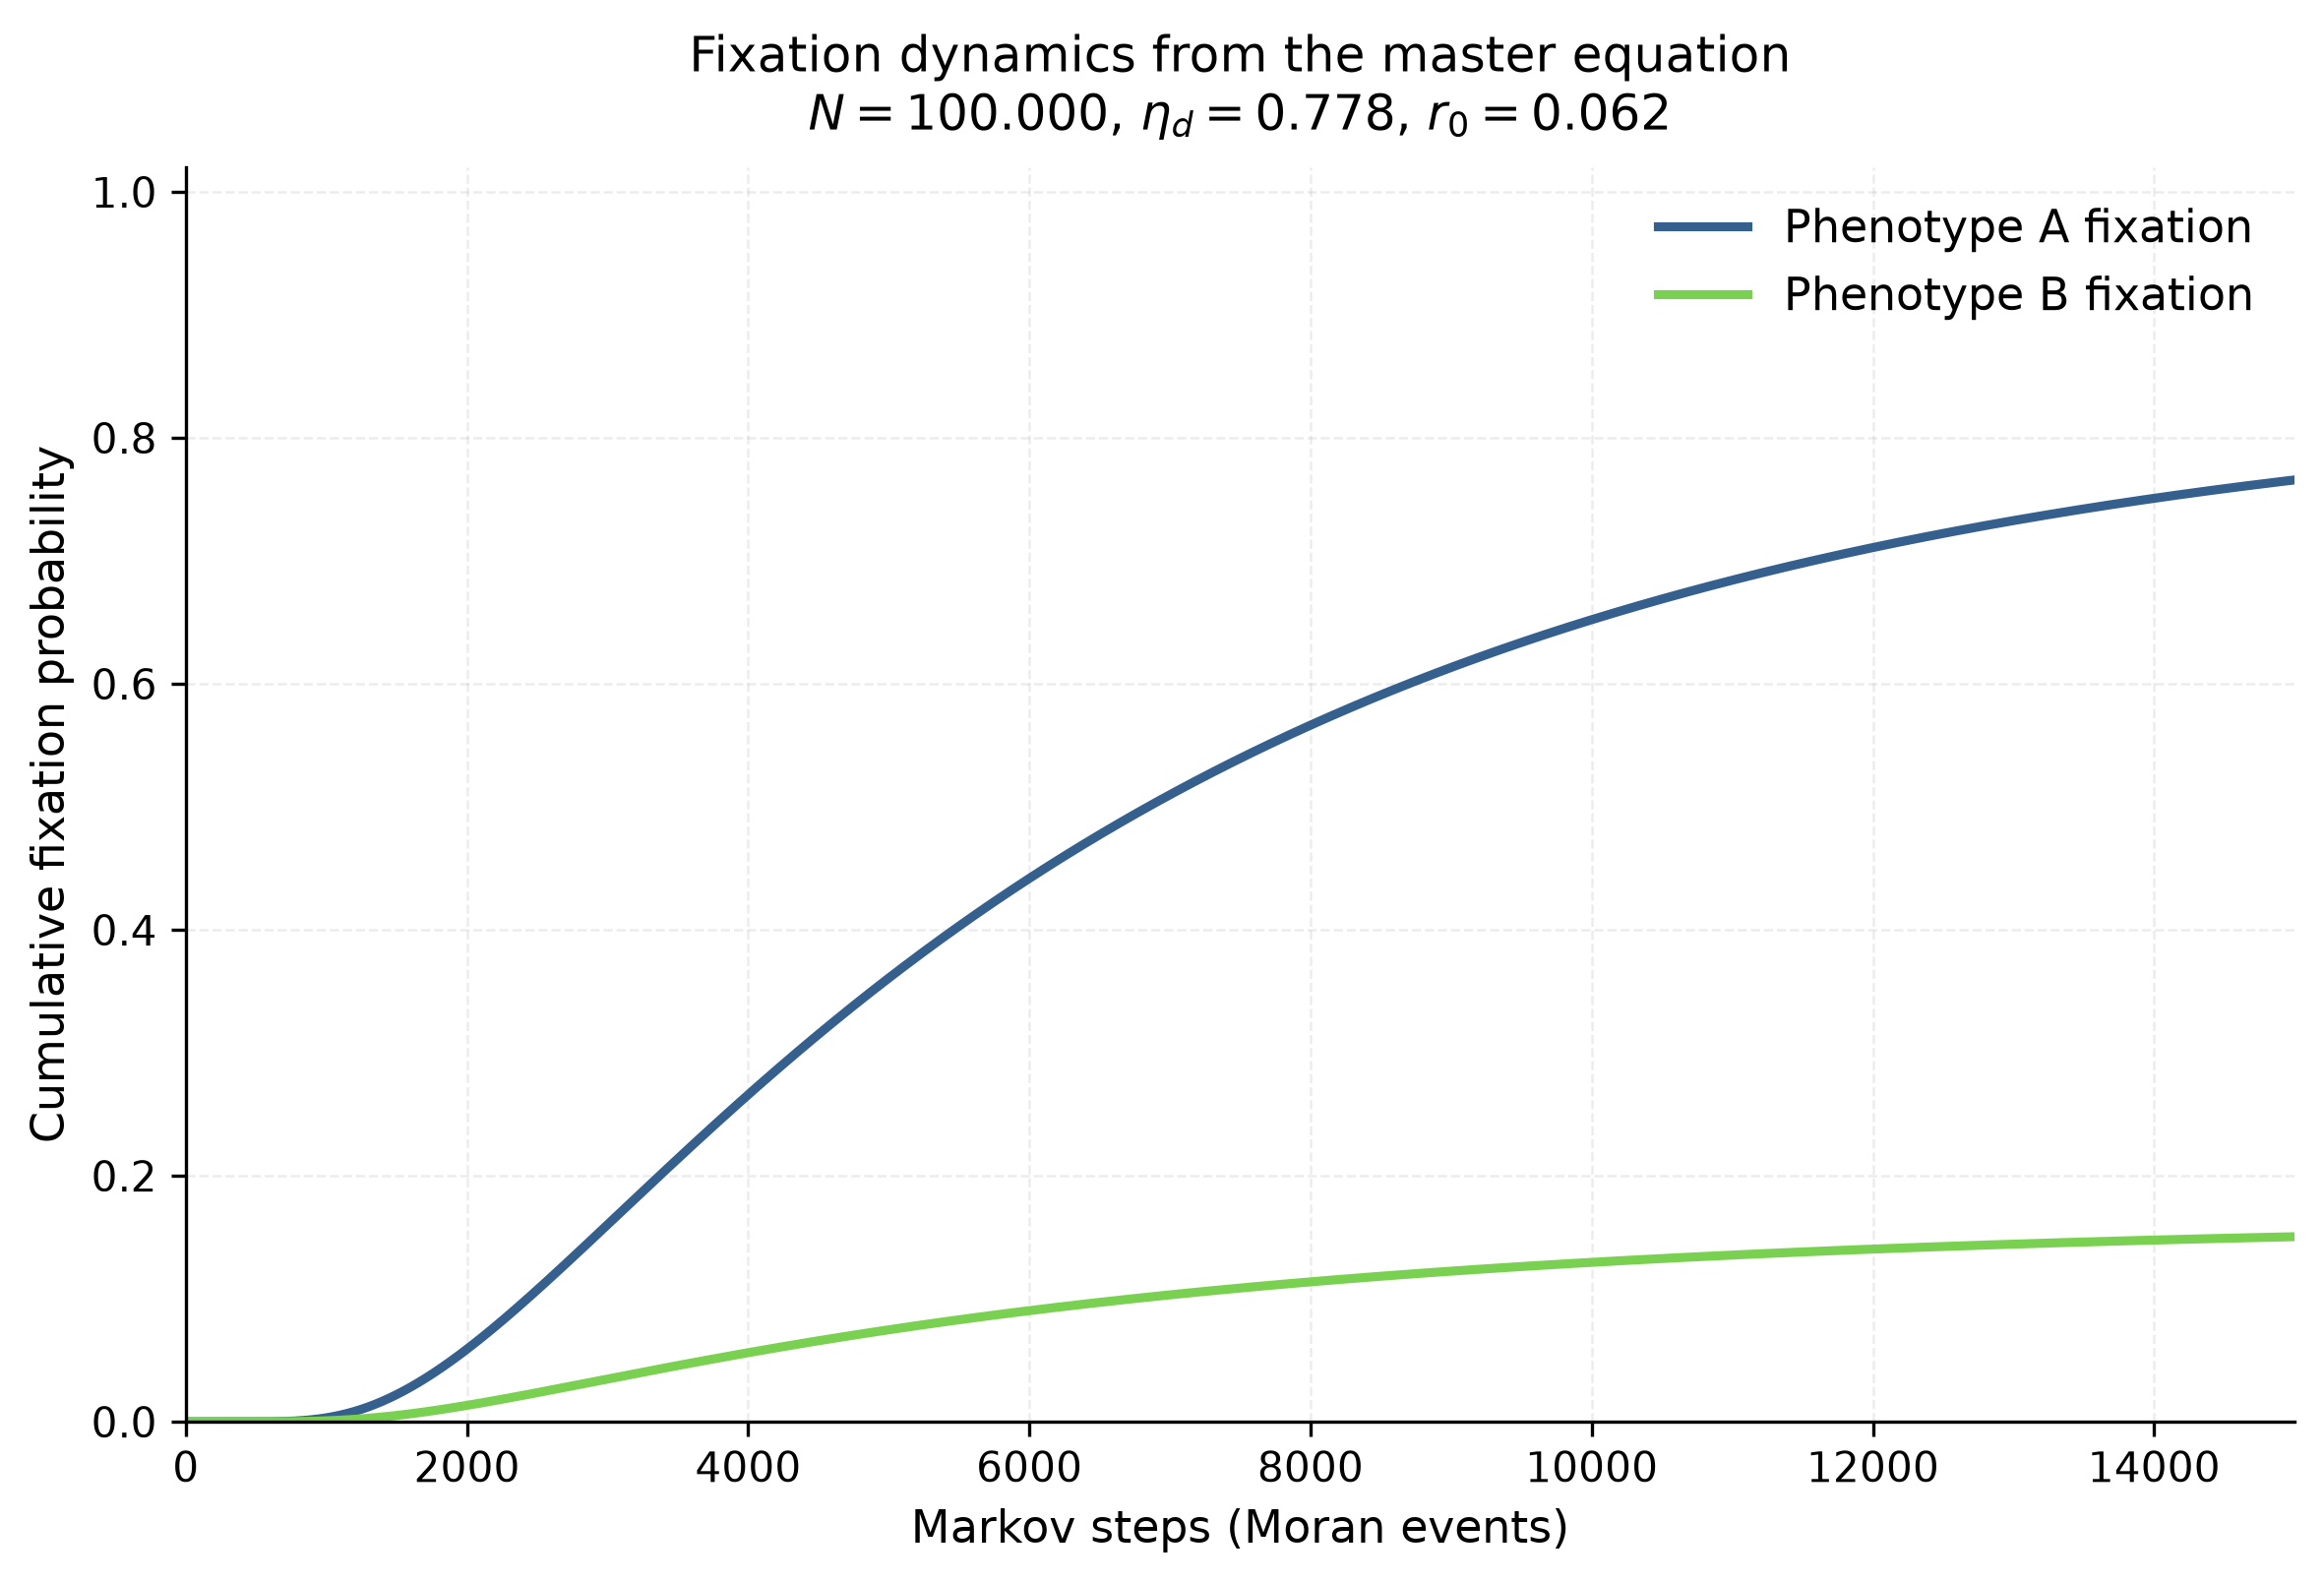 Fixation dynamics from the master equation
N = 100.000, η_d = 0.778, r_0 = 0.062
Phenotype A fixation
Phenotype B fixation
Cumulative fixation probability
1.0
0.8
0.6
0.4
0.2
0.0
0 2000 4000 6000 8000 10000 12000 14000
Markov steps (Moran events)